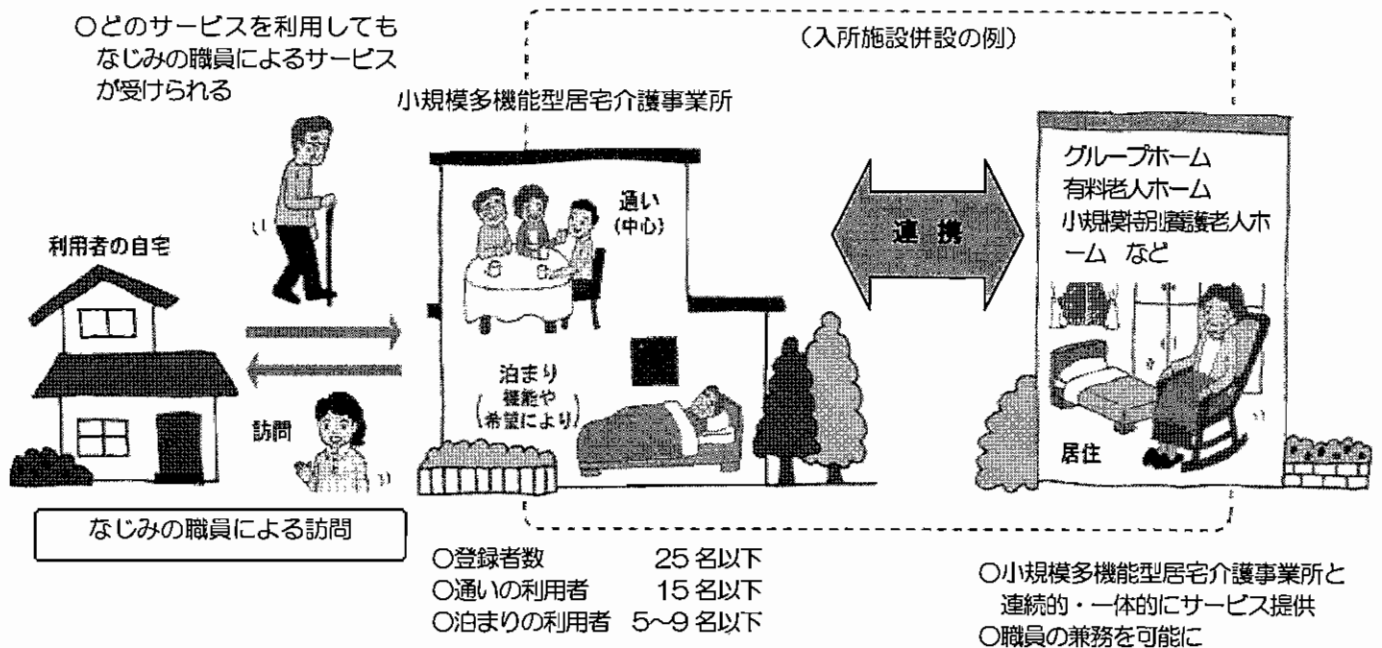 ○どのサービスを利用しても
なじみの職員によるサービス
が受けられる
(入所施設併設の例)
小規模多機能型居宅介護事業所
利用者の自宅
訪問
なじみの職員による訪問
通い
(中心)
泊まり
(機能や
希望により)
連携
グループホーム
有料老人ホーム
小規模特別養護老人ホ
ーム など
居住
○登録者数 25名以下
○通いの利用者 15名以下
○泊まりの利用者 5~9名以下
○小規模多機能型居宅介護事業所と
連続的・一体的にサービス提供
○職員の兼務を可能に